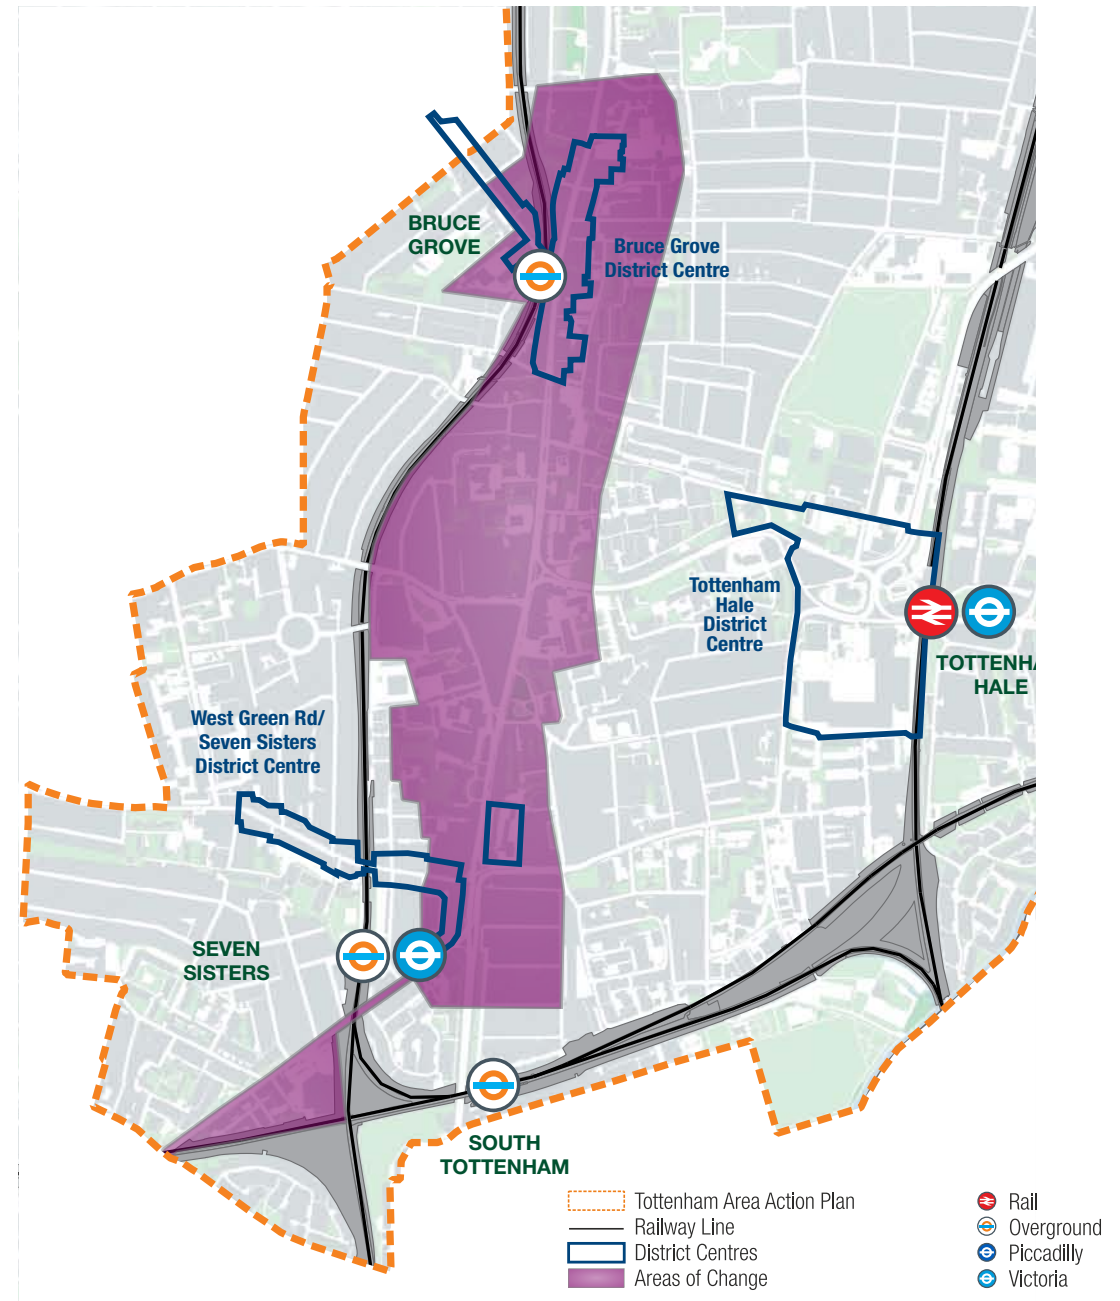 BRUCE
GROVE
Bruce Grove
District Centre
Tottenham
Hale
District
Centre
TOTTENHA
HALE
West Green Rd/
Seven Sisters
District Centre
SEVEN
SISTERS
SOUTH
TOTTENHAM
Tottenham Area Action Plan
Railway Line
District Centres
Areas of Change
Rail
Overground
Piccadilly
Victoria